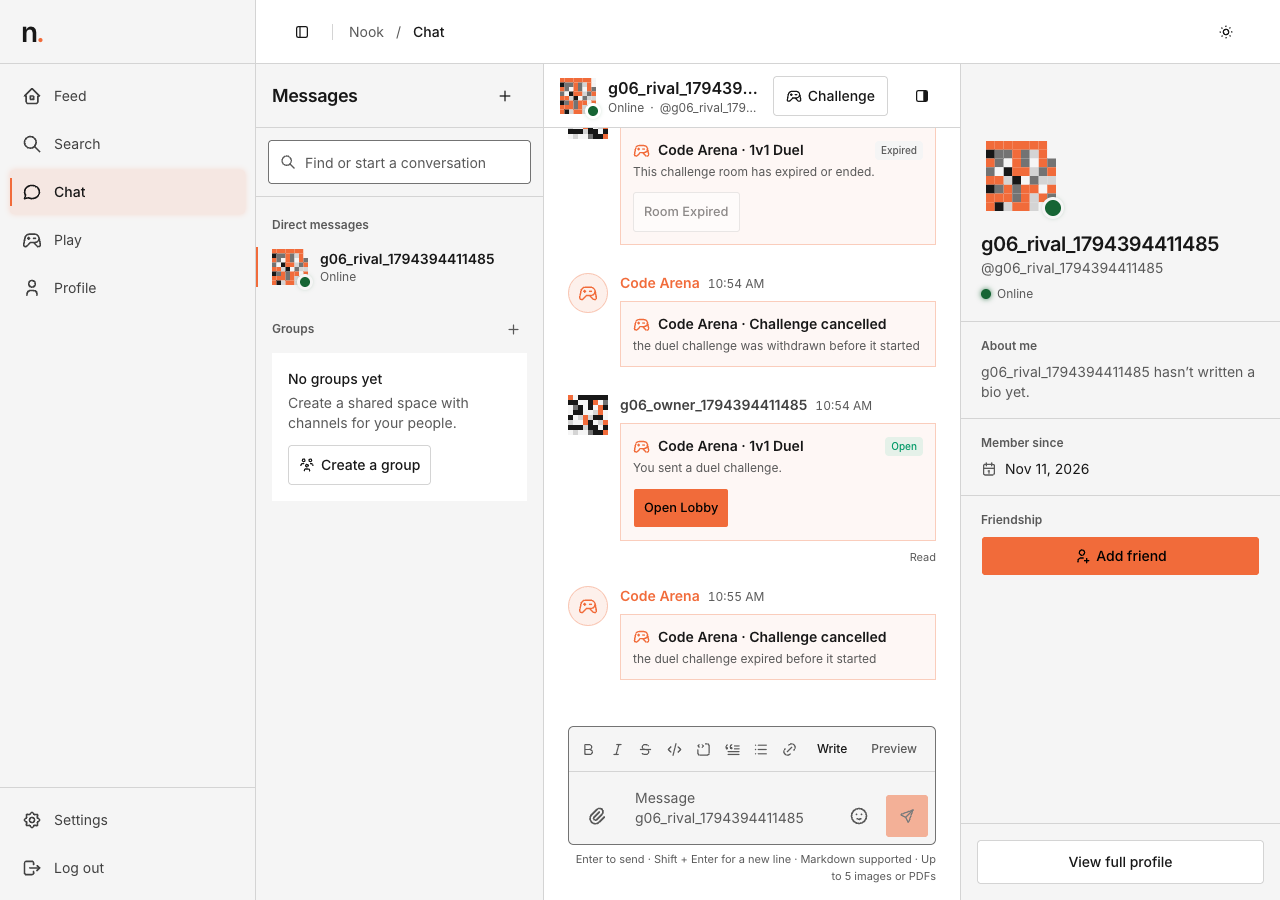 n.
Nook / Chat
Feed
Search
Chat
Play
Profile
Settings
Log out
Messages
Find or start a conversation
Direct messages
g06_rival_1794394411485
Online
Groups
No groups yet
Create a shared space with
channels for your people.
Create a group
g06_rival_179439...
Online · @g06_rival_179...
Challenge
Code Arena · 1v1 Duel
Expired
This challenge room has expired or ended.
Room Expired
Code Arena 10:54 AM
Code Arena · Challenge cancelled
the duel challenge was withdrawn before it started
g06_owner_1794394411485 10:54 AM
Code Arena · 1v1 Duel
Open
You sent a duel challenge.
Open Lobby
Read
Code Arena 10:55 AM
Code Arena · Challenge cancelled
the duel challenge expired before it started
Write
Preview
Message
g06_rival_1794394411485
Enter to send · Shift + Enter for a new line · Markdown supported · Up
to 5 images or PDFs
g06_rival_1794394411485
@g06_rival_1794394411485
Online
About me
g06_rival_1794394411485 hasn’t written a
bio yet.
Member since
Nov 11, 2026
Friendship
Add friend
View full profile